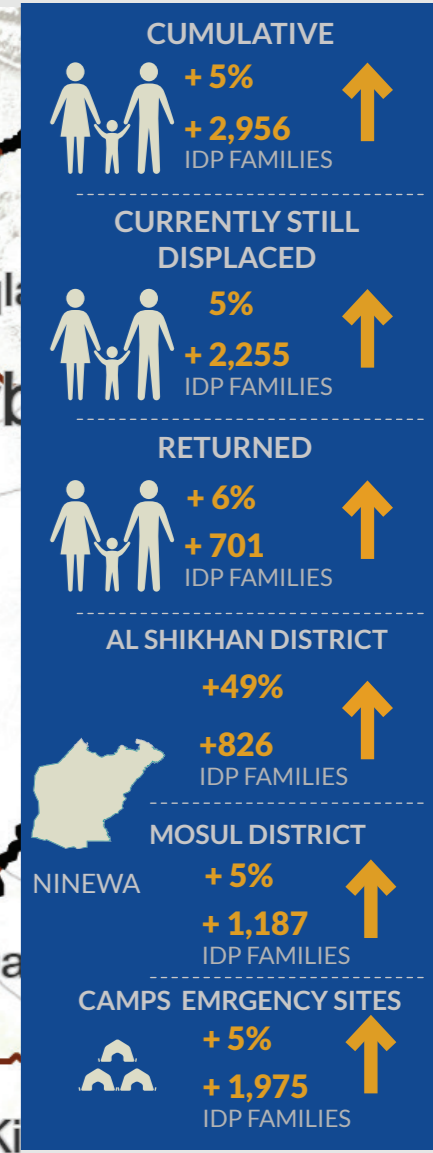 CUMULATIVE
+ 5%
+ 2,956
IDP FAMILIES
CURRENTLY STILL
DISPLACED
5%
+ 2,255
IDP FAMILIES
RETURNED
+ 6%
+ 701
IDP FAMILIES
AL SHIKHAN DISTRICT
+49%
+826
IDP FAMILIES
MOSUL DISTRICT
NINEWA
+ 5%
+ 1,187
IDP FAMILIES
CAMPS EMRGENCY SITES
+ 5%
+ 1,975
IDP FAMILIES